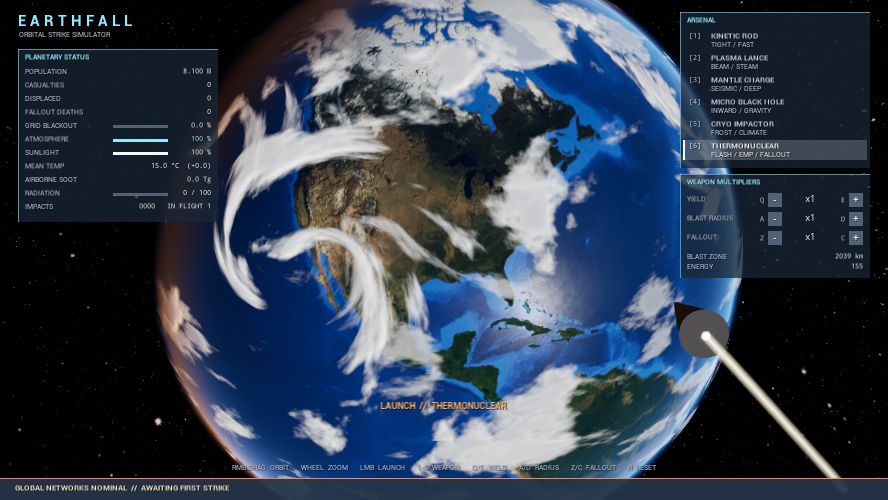 EARTHFALL
ORBITAL STRIKE SIMULATOR
PLANETARY STATUS
POPULATION 8.100 B
CASUALTIES 0
DISPLACED 0
FALLOUT DEATHS 0
GRID BLACKOUT 0.0 %
ATMOSPHERE 100 %
SUNLIGHT 100 %
MEAN TEMP 15.0 °C (+0.0)
AIRBORNE SOOT 0.0 Tg
RADIATION 0 / 100
IMPACTS 0000 IN FLIGHT 1
ARSENAL
[1] KINETIC ROD
TIGHT / FAST
[2] PLASMA LANCE
BEAM / STEAM
[3] MANTLE CHARGE
SEISMIC / DEEP
[4] MICRO BLACK HOLE
INWARD / GRAVITY
[5] CRYO IMPACTOR
FROST / CLIMATE
[6] THERMONUCLEAR
FLASH / EMP / FALLOUT
WEAPON MULTIPLIERS
YIELD Q - x1 E +
BLAST RADIUS A - x1 D +
FALLOUT Z - x1 C +
BLAST ZONE 2039 km
ENERGY 155
LAUNCH // THERMONUCLEAR
RMB DRAG ORBIT WHEEL ZOOM LMB LAUNCH WEAPON YIELD A/D RADIUS Z/C FALLOUT RESET
GLOBAL NETWORKS NOMINAL // AWAITING FIRST STRIKE